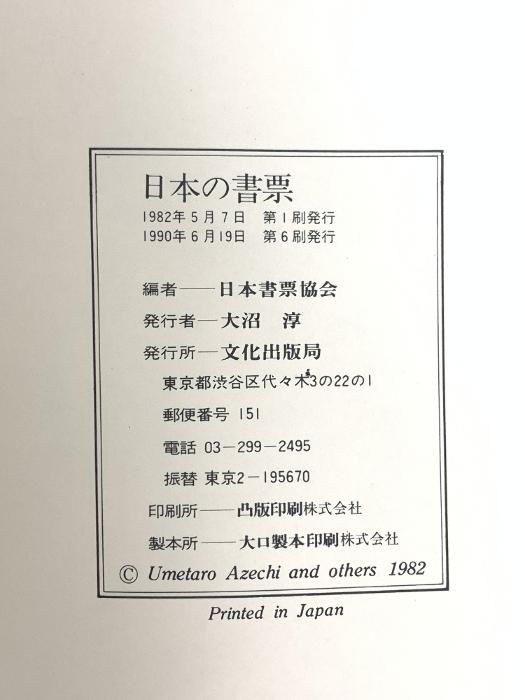 日本の書票
1982年5月7日 第1刷発行
1990年6月19日 第6刷発行
編者──日本書票協会
発行者─大沼 淳
発行所─文化出版局
東京都渋谷区代々木3の22の1
郵便番号 151
電話 03－299－2495
振替 東京2－195670
印刷所──凸版印刷株式会社
製本所──大口製本印刷株式会社
© Umetaro Azechi and others 1982
Printed in Japan